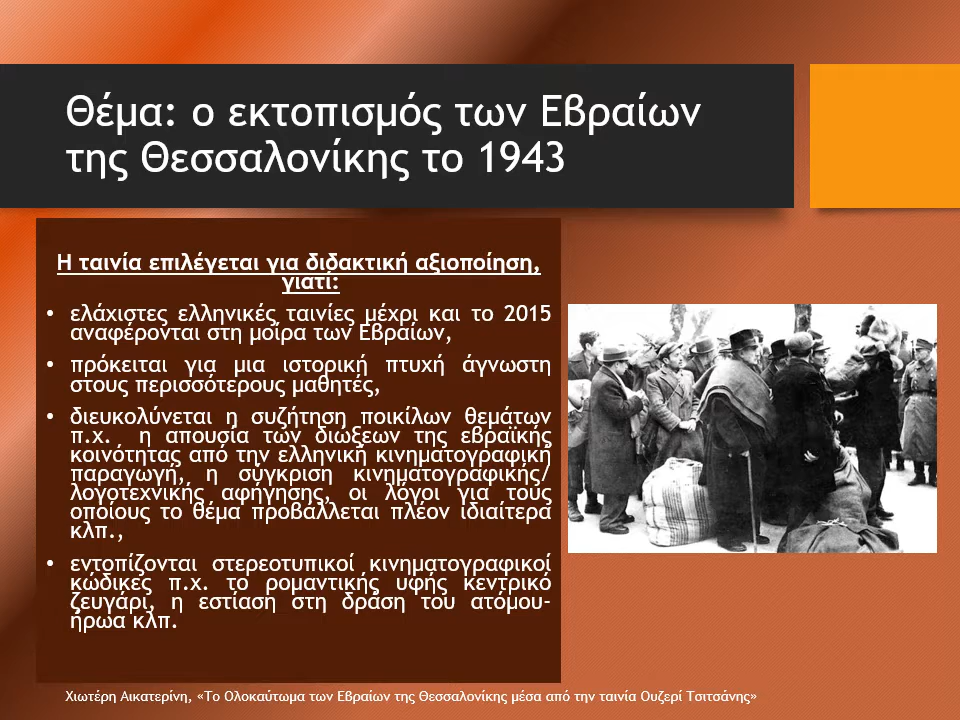 Θέμα: ο εκτοπισμός των Εβραίων
της Θεσσαλονίκης το 1943
Η ταινία επιλέγεται για διδακτική αξιοποίηση,
γιατί:
• ελάχιστες ελληνικές ταινίες μέχρι και το 2015
αναφέρονται στη μοίρα των Εβραίων,
• πρόκειται για μια ιστορική πτυχή άγνωστη
στους περισσότερους μαθητές,
• διευκολύνεται η συζήτηση ποικίλων θεμάτων
π.χ. η απουσία των διώξεων της εβραϊκής
κοινότητας από την ελληνική κινηματογραφική
παραγωγή, η σύγκριση κινηματογραφικής/
λογοτεχνικής αφήγησης, οι λόγοι για τους
οποίους το θέμα προβάλλεται πλέον ιδιαίτερα
κλπ.,
• εντοπίζονται στερεοτυπικοί κινηματογραφικοί
κώδικες π.χ. το ρομαντικής υφής κεντρικό
ζευγάρι, η εστίαση στη δράση του ατόμου-
ήρωα κλπ.
Χιωτέρη Αικατερίνη, «Το Ολοκαύτωμα των Εβραίων της Θεσσαλονίκης μέσα από την ταινία Ουζερί Τσιτσάνης»